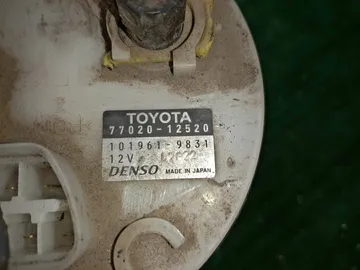 TOYOTA
77020-12520
101961-9831
12V
DENSO MADE IN JAPAN